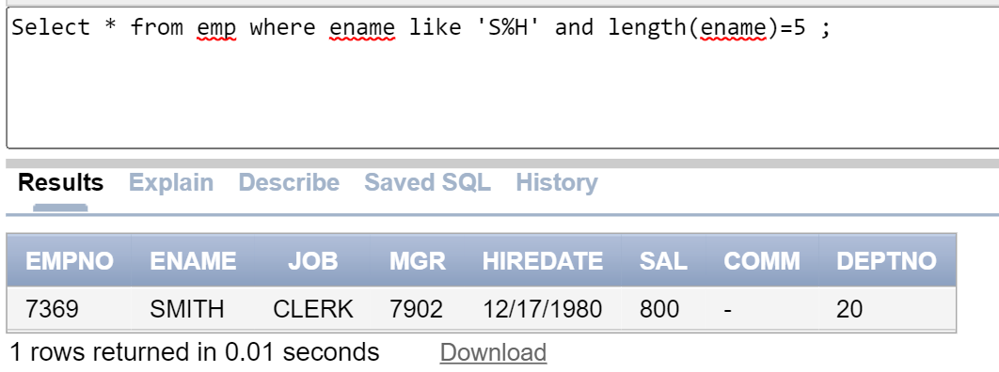 Select * from emp where ename like 'S%H' and length(ename)=5 ;
Results Explain Describe Saved SQL History
EMPNO ENAME JOB MGR HIREDATE SAL COMM DEPTNO
7369 SMITH CLERK 7902 12/17/1980 800 - 20
1 rows returned in 0.01 seconds Download